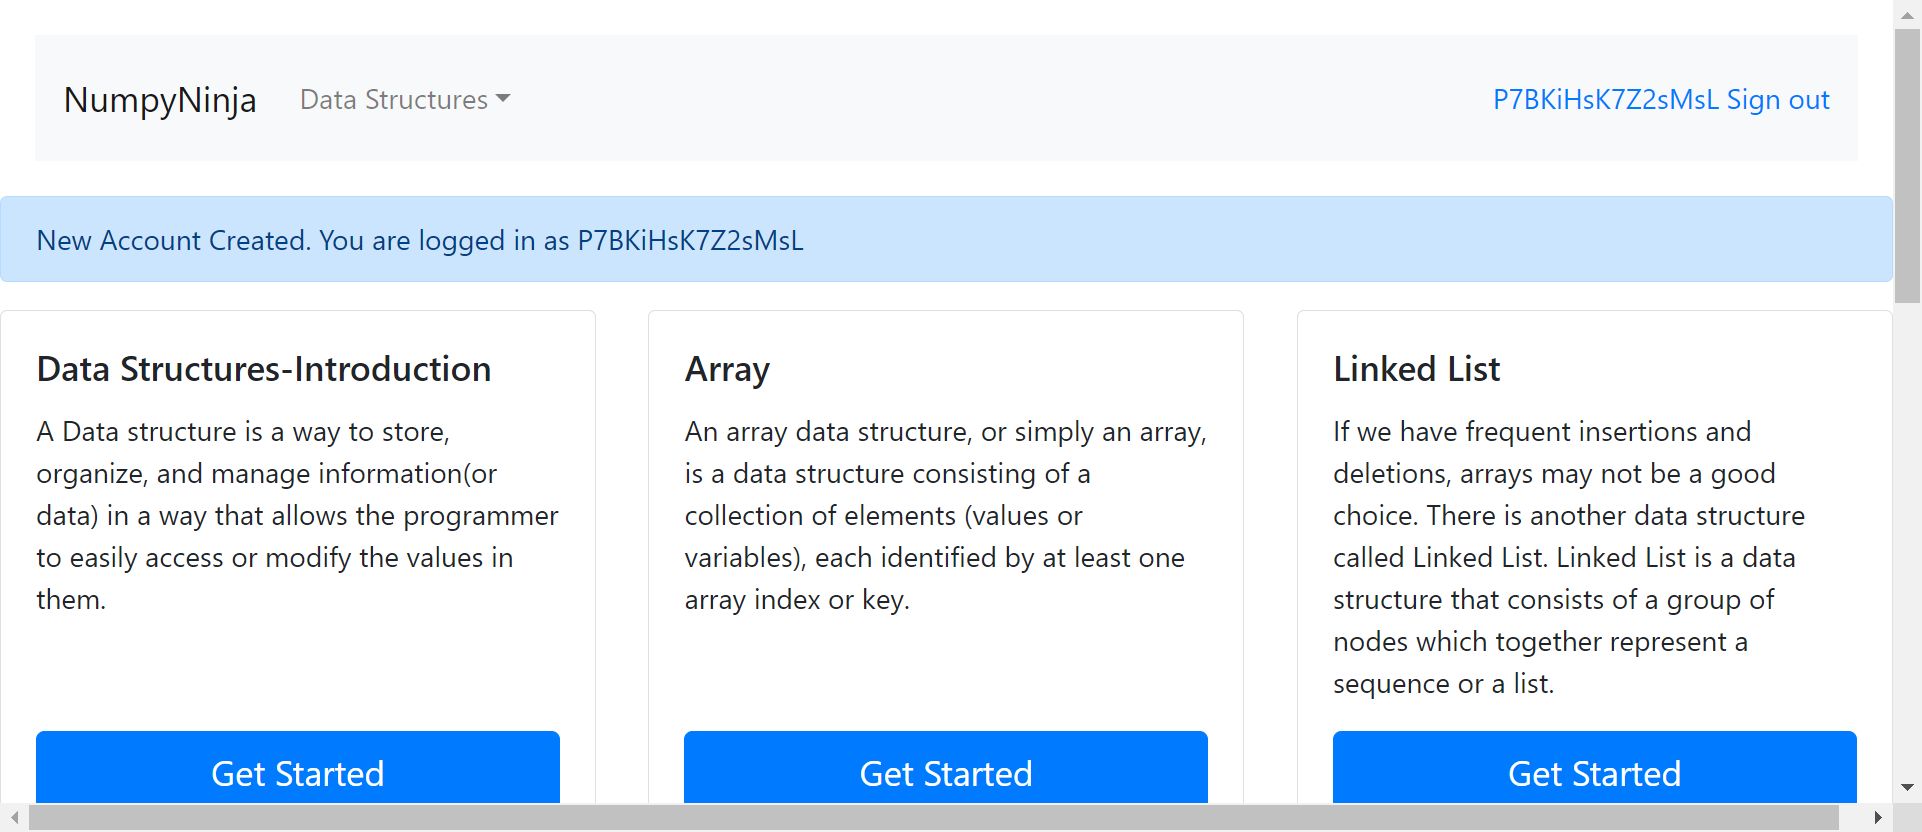 NumpyNinja Data Structures P7BKiHsK7Z2sMsL Sign out
New Account Created. You are logged in as P7BKiHsK7Z2sMsL
Data Structures-Introduction
A Data structure is a way to store,
organize, and manage information(or
data) in a way that allows the programmer
to easily access or modify the values in
them.
Get Started
Array
An array data structure, or simply an array,
is a data structure consisting of a
collection of elements (values or
variables), each identified by at least one
array index or key.
Get Started
Linked List
If we have frequent insertions and
deletions, arrays may not be a good
choice. There is another data structure
called Linked List. Linked List is a data
structure that consists of a group of
nodes which together represent a
sequence or a list.
Get Started